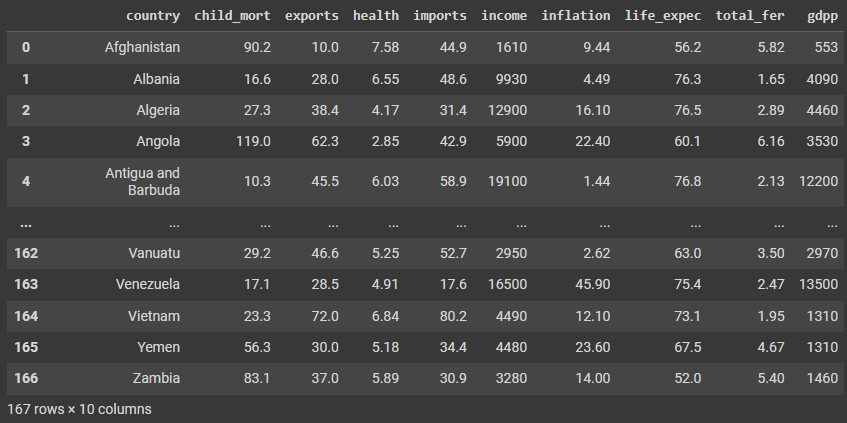 country child_mort exports health imports income inflation life_expec total_fer gdpp
0 Afghanistan 90.2 10.0 7.58 44.9 1610 9.44 56.2 5.82 553
1 Albania 16.6 28.0 6.55 48.6 9930 4.49 76.3 1.65 4090
2 Algeria 27.3 38.4 4.17 31.4 12900 16.10 76.5 2.89 4460
3 Angola 119.0 62.3 2.85 42.9 5900 22.40 60.1 6.16 3530
4 Antigua and
Barbuda 10.3 45.5 6.03 58.9 19100 1.44 76.8 2.13 12200
... ... ... ... ... ... ... ... ... ... ...
162 Vanuatu 29.2 46.6 5.25 52.7 2950 2.62 63.0 3.50 2970
163 Venezuela 17.1 28.5 4.91 17.6 16500 45.90 75.4 2.47 13500
164 Vietnam 23.3 72.0 6.84 80.2 4490 12.10 73.1 1.95 1310
165 Yemen 56.3 30.0 5.18 34.4 4480 23.60 67.5 4.67 1310
166 Zambia 83.1 37.0 5.89 30.9 3280 14.00 52.0 5.40 1460
167 rows × 10 columns